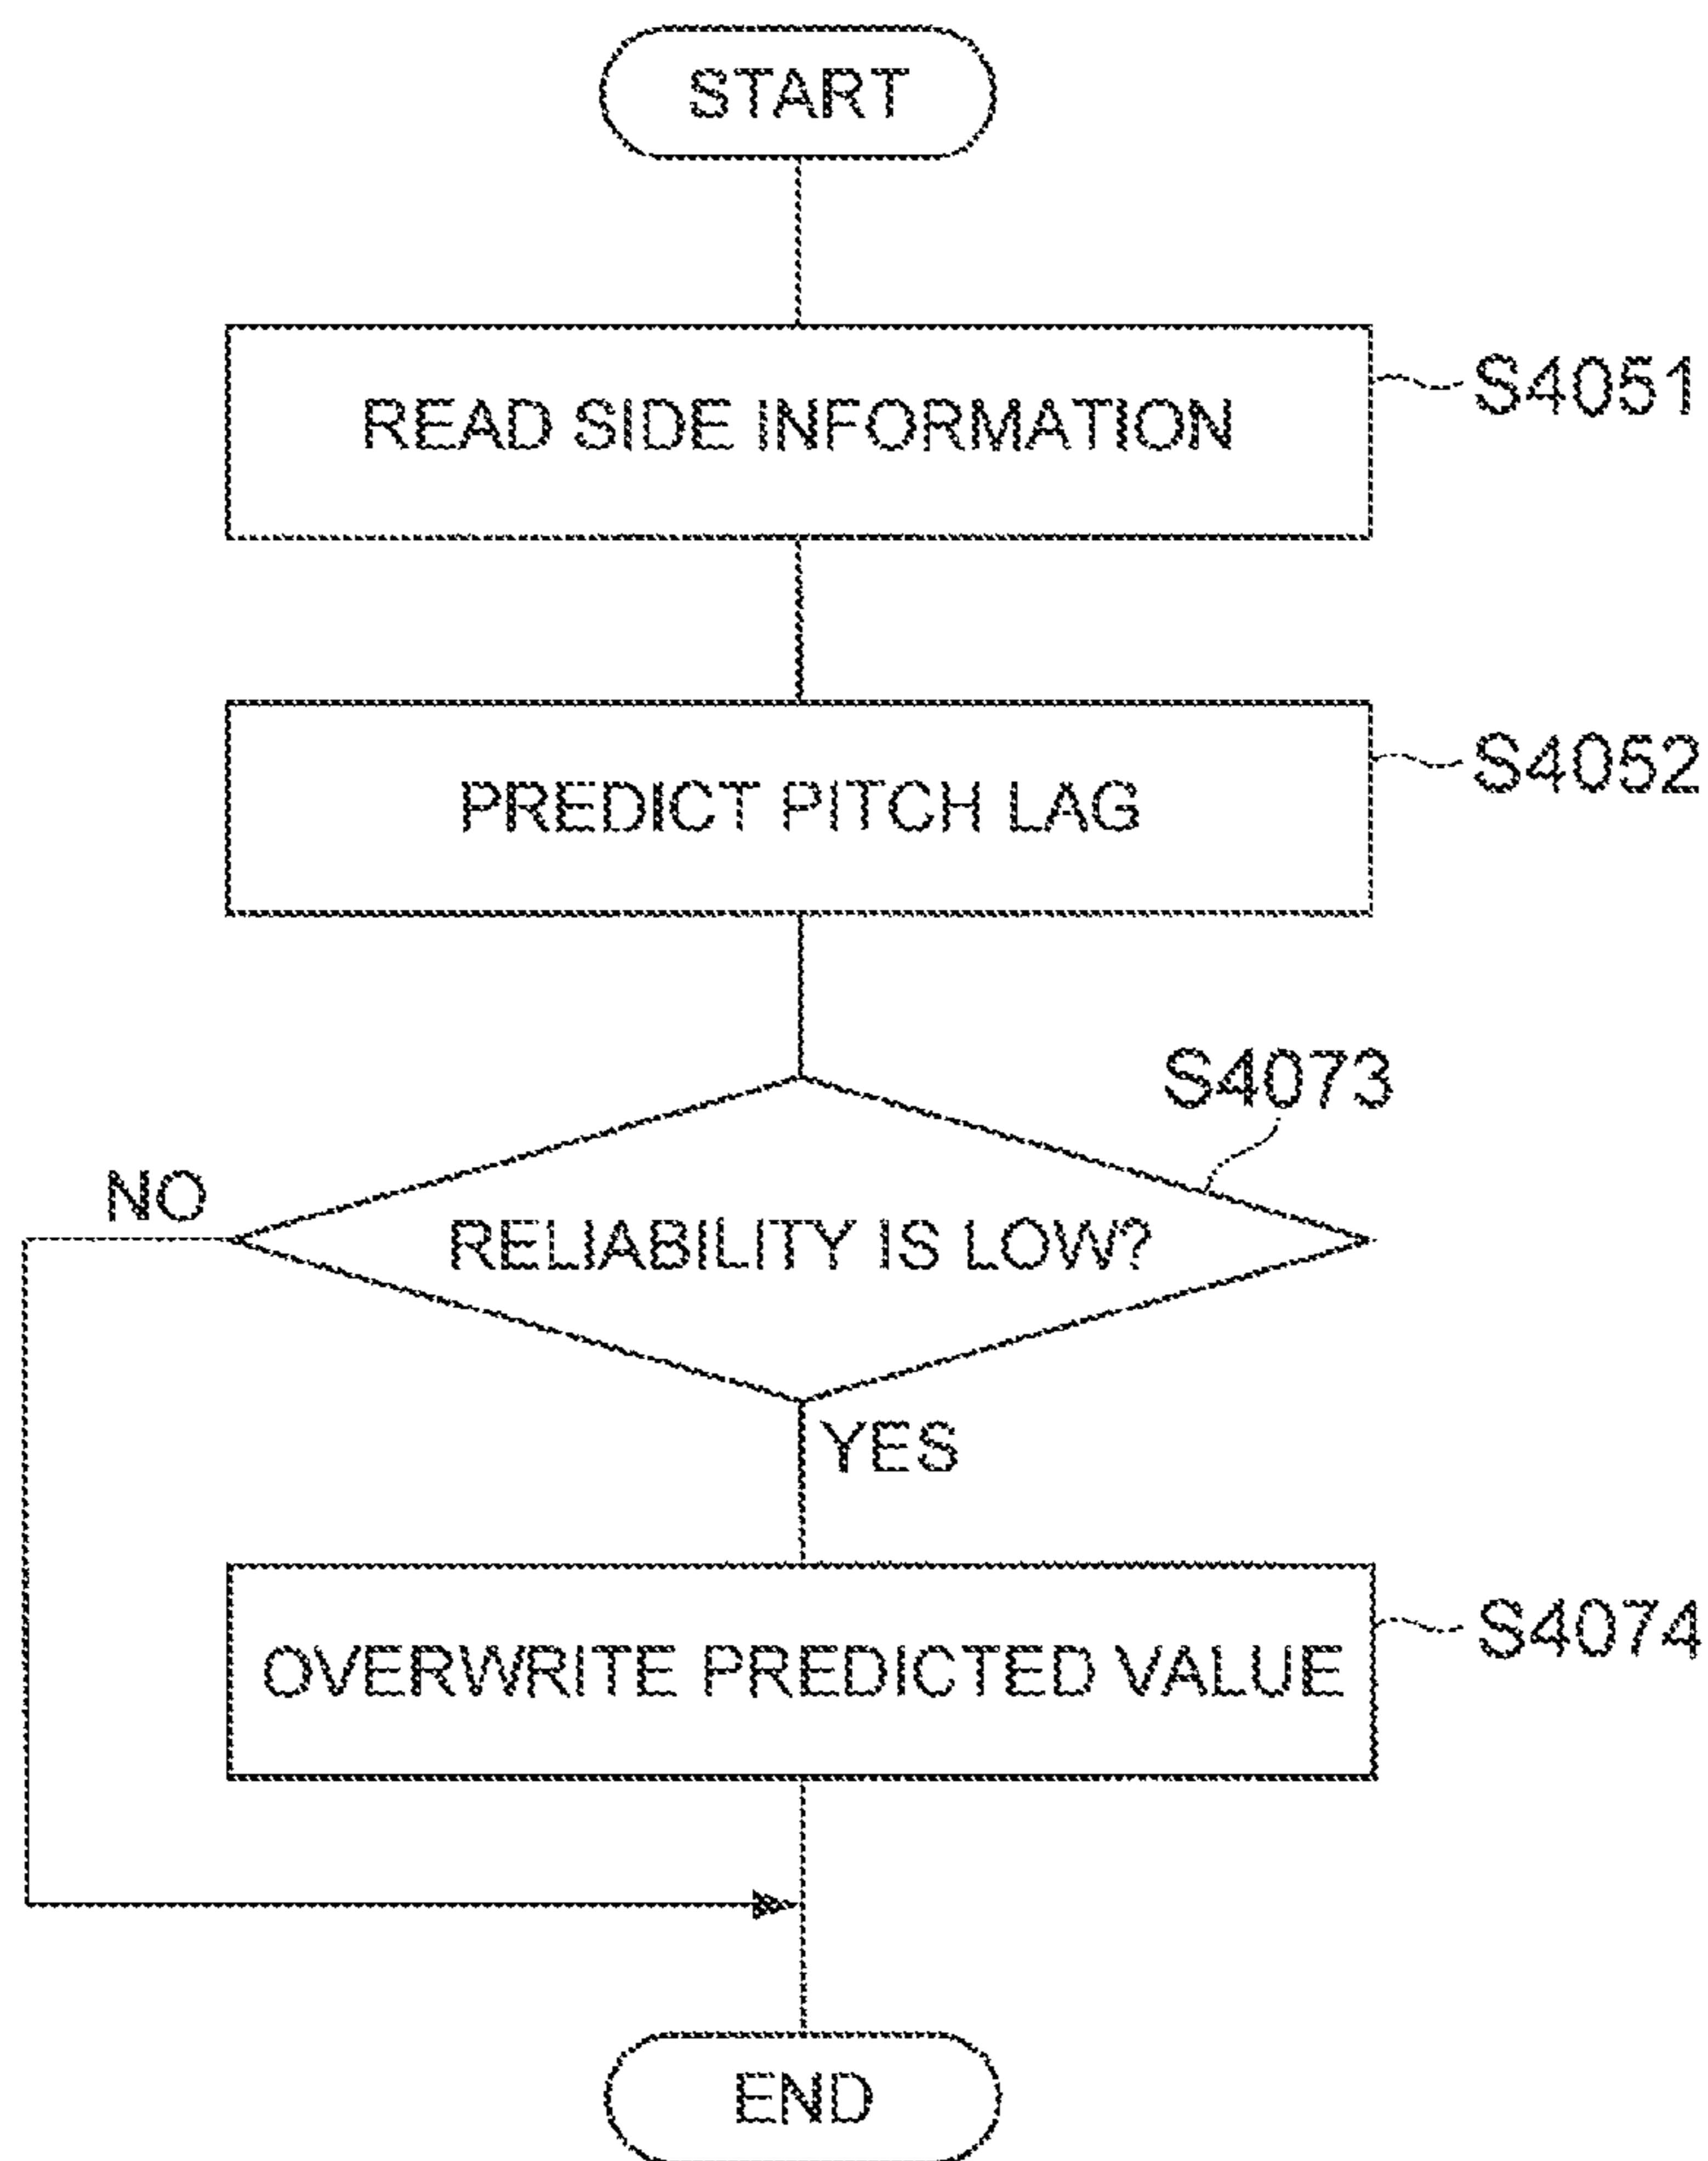 START
READ SIDE INFORMATION
S4051
PREDICT PITCH LAG
S4052
S4073
NO
RELIABILITY IS LOW?
YES
OVERWRITE PREDICTED VALUE
S4074
END